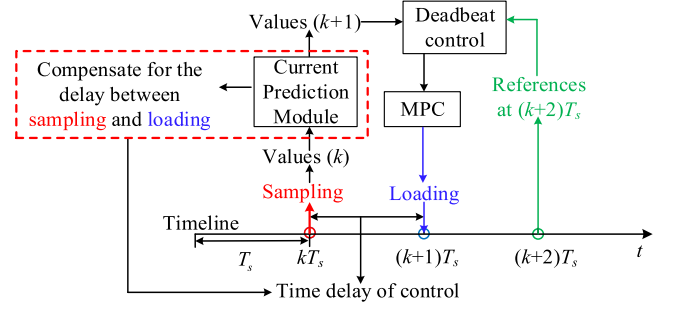 Values (k+1)
Deadbeat
control
Compensate for the
delay between
sampling and loading
Current
Prediction
Module
MPC
References
at (k+2)Ts
Values (k)
Sampling
Loading
Timeline
Ts
kTs
(k+1)Ts
(k+2)Ts
t
Time delay of control